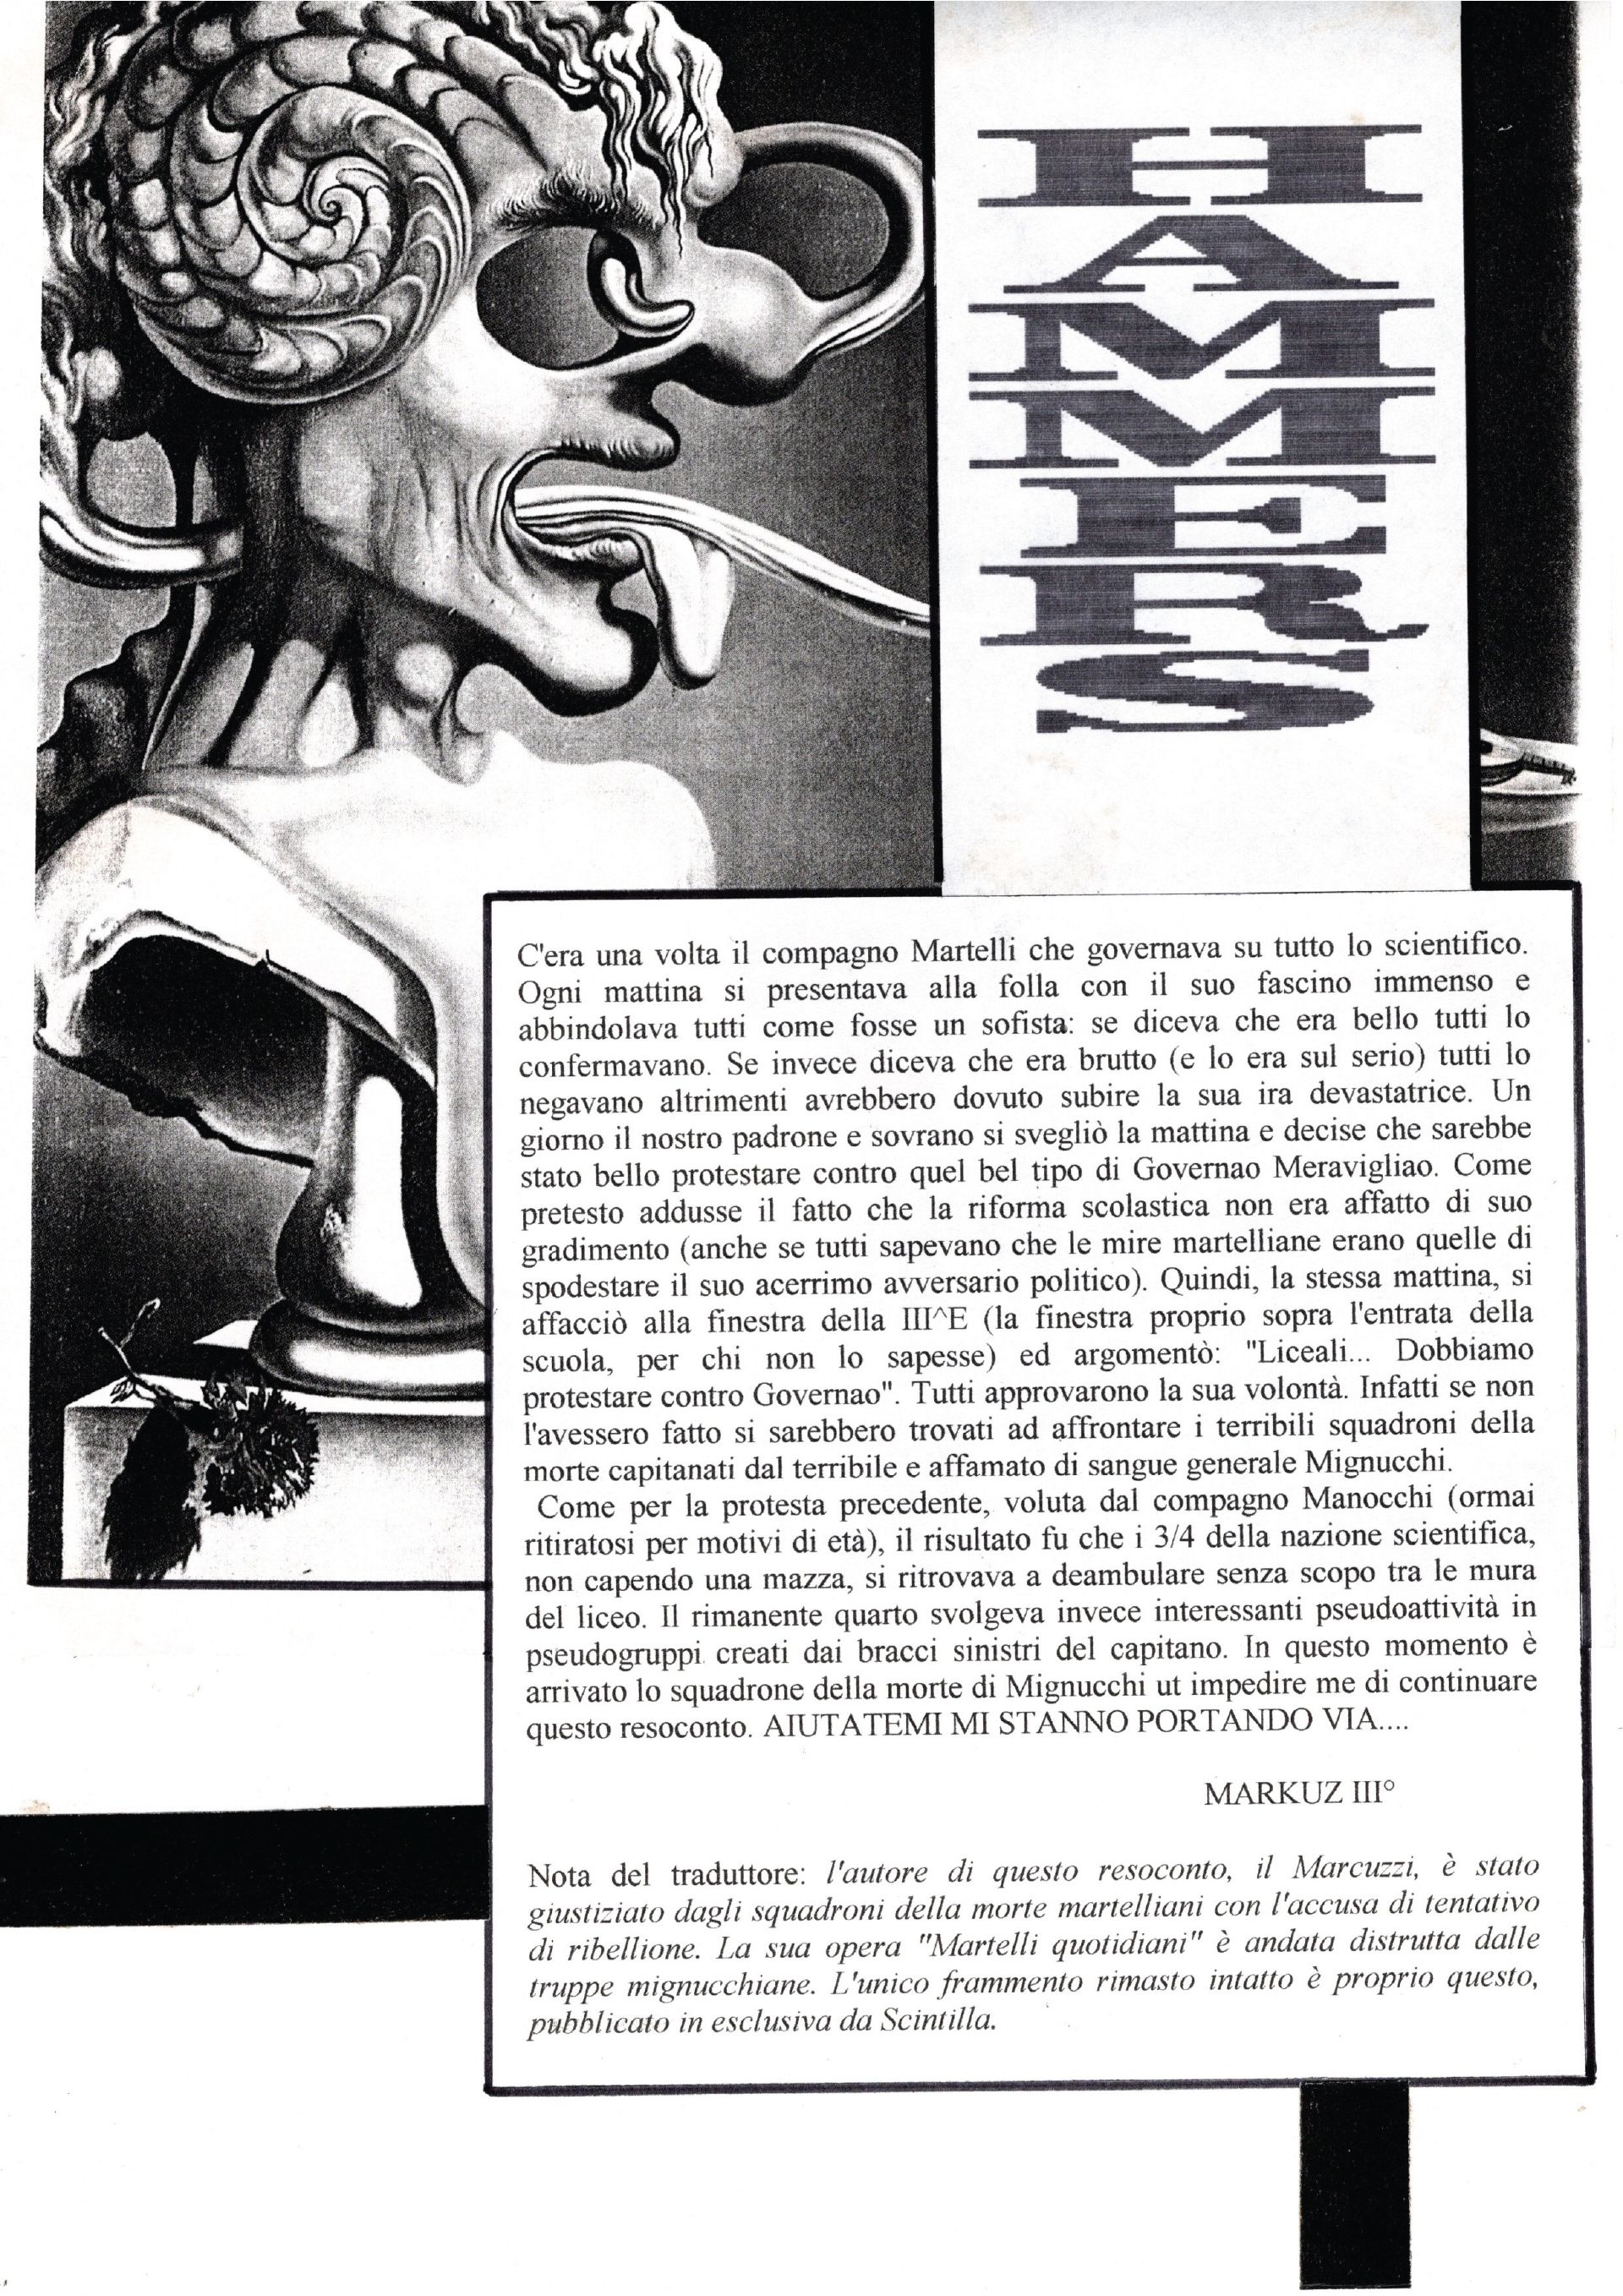 HAMMERS
C'era una volta il compagno Martelli che governava su tutto lo scientifico.
Ogni mattina si presentava alla folla con il suo fascino immenso e
abbindolava tutti come fosse un sofista: se diceva che era bello tutti lo
confermavano. Se invece diceva che era brutto (e lo era sul serio) tutti lo
negavano altrimenti avrebbero dovuto subire la sua ira devastatrice. Un
giorno il nostro padrone e sovrano si svegliò la mattina e decise che sarebbe
stato bello protestare contro quel bel tipo di Governao Meravigliao. Come
pretesto addusse il fatto che la riforma scolastica non era affatto di suo
gradimento (anche se tutti sapevano che le mire martelliane erano quelle di
spodestare il suo acerrimo avversario politico). Quindi, la stessa mattina, si
affacciò alla finestra della III^E (la finestra proprio sopra l'entrata della
scuola, per chi non lo sapesse) ed argomentò: "Liceali... Dobbiamo
protestare contro Governao". Tutti approvarono la sua volontà. Infatti se non
l'avessero fatto si sarebbero trovati ad affrontare i terribili squadroni della
morte capitanati dal terribile e affamato di sangue generale Mignucchi.
Come per la protesta precedente, voluta dal compagno Manocchi (ormai
ritiratosi per motivi di età), il risultato fu che i 3/4 della nazione scientifica,
non capendo una mazza, si ritrovava a deambulare senza scopo tra le mura
del liceo. Il rimanente quarto svolgeva invece interessanti pseudoattività in
pseudogruppi creati dai bracci sinistri del capitano. In questo momento è
arrivato lo squadrone della morte di Mignucchi ut impedire me di continuare
questo resoconto. AIUTATEMI MI STANNO PORTANDO VIA....
MARKUZ III°
Nota del traduttore: l'autore di questo resoconto, il Marcuzzi, è stato
giustiziato dagli squadroni della morte martelliani con l'accusa di tentativo
di ribellione. La sua opera "Martelli quotidiani" è andata distrutta dalle
truppe mignucchiane. L'unico frammento rimasto intatto è proprio questo,
pubblicato in esclusiva da Scintilla.